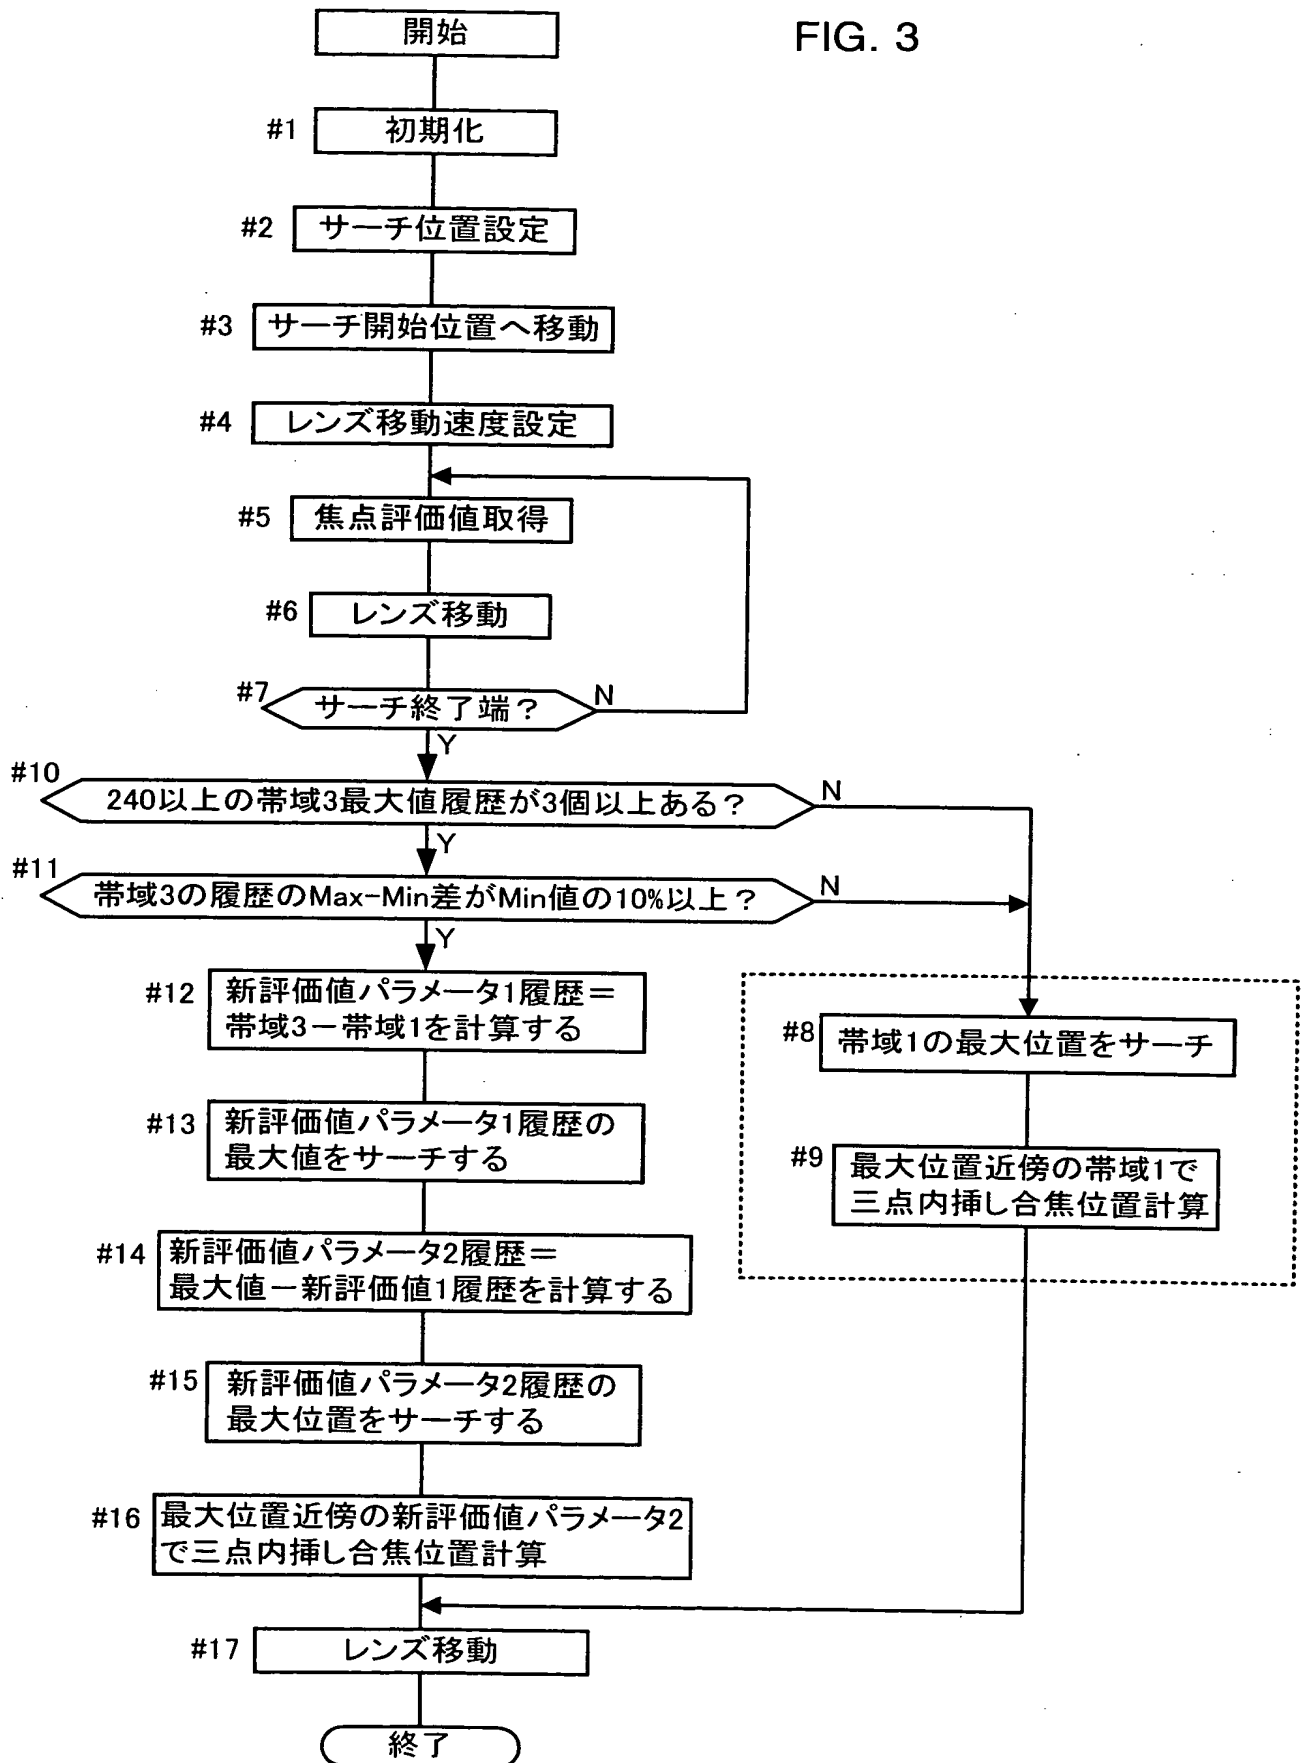 FIG. 3
開始
#1
初期化
#2
サーチ位置設定
#3
サーチ開始位置へ移動
#4
レンズ移動速度設定
#5
焦点評価値取得
#6
レンズ移動
#7
サーチ終了端?
N
Y
#10
240以上の帯域3最大値履歴が3個以上ある?
N
Y
#11
帯域3の履歴のMax-Min差がMin値の10%以上?
N
Y
#12
新評価値パラメータ1履歴=
帯域3-帯域1を計算する
#8
帯域1の最大位置をサーチ
#13
新評価値パラメータ1履歴の
最大値をサーチする
#9
最大位置近傍の帯域1で
三点内挿し合焦位置計算
#14
新評価値パラメータ2履歴=
最大値-新評価値1履歴を計算する
#15
新評価値パラメータ2履歴の
最大位置をサーチする
#16
最大位置近傍の新評価値パラメータ2
で三点内挿し合焦位置計算
#17
レンズ移動
終了